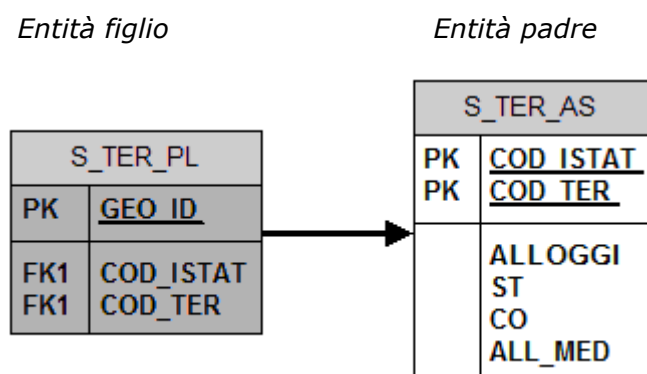 Entità figlio
Entità padre
S_TER_PL
PK GEO_ID
FK1 COD_ISTAT
FK1 COD_TER
S_TER_AS
PK COD_ISTAT
PK COD_TER
ALLOGGI
ST
CO
ALL_MED